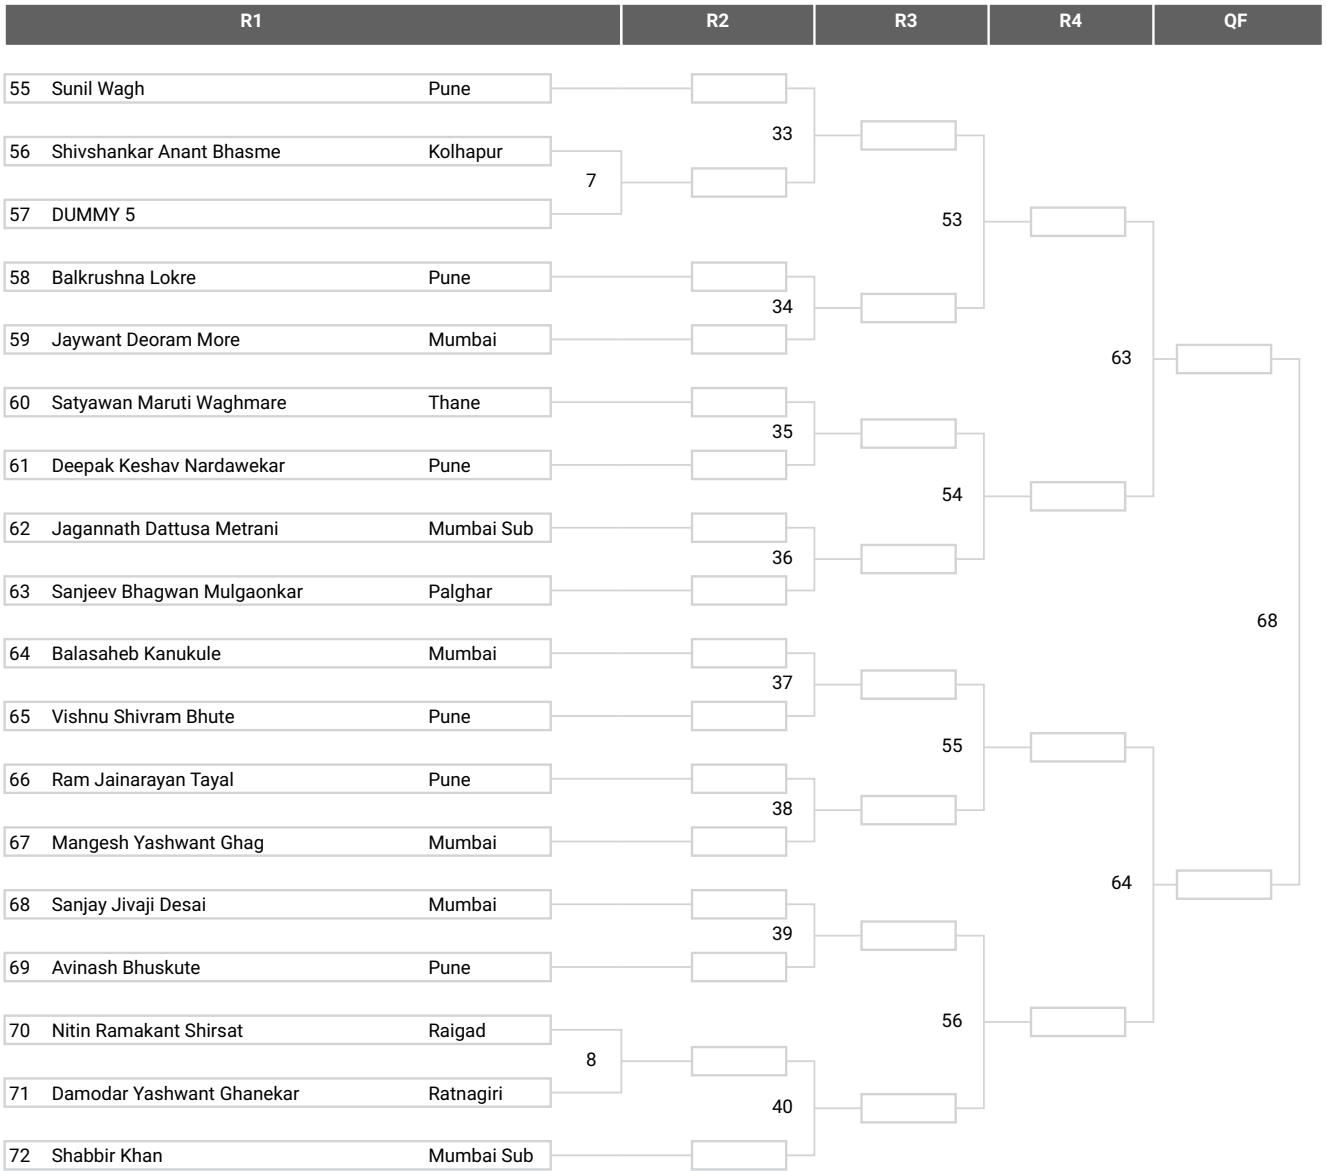 R1 R2 R3 R4 QF
55 Sunil Wagh Pune
33
56 Shivshankar Anant Bhasme Kolhapur
7
57 DUMMY 5
53
58 Balkrushna Lokre Pune
34
59 Jaywant Deoram More Mumbai
63
60 Satyawan Maruti Waghmare Thane
35
61 Deepak Keshav Nardawekar Pune
54
62 Jagannath Dattusa Metrani Mumbai Sub
36
63 Sanjeev Bhagwan Mulgaonkar Palghar
68
64 Balasaheb Kanukule Mumbai
37
65 Vishnu Shivram Bhute Pune
55
66 Ram Jainarayan Tayal Pune
38
67 Mangesh Yashwant Ghag Mumbai
64
68 Sanjay Jivaji Desai Mumbai
39
69 Avinash Bhuskute Pune
56
70 Nitin Ramakant Shirsat Raigad
8
71 Damodar Yashwant Ghanekar Ratnagiri
40
72 Shabbir Khan Mumbai Sub